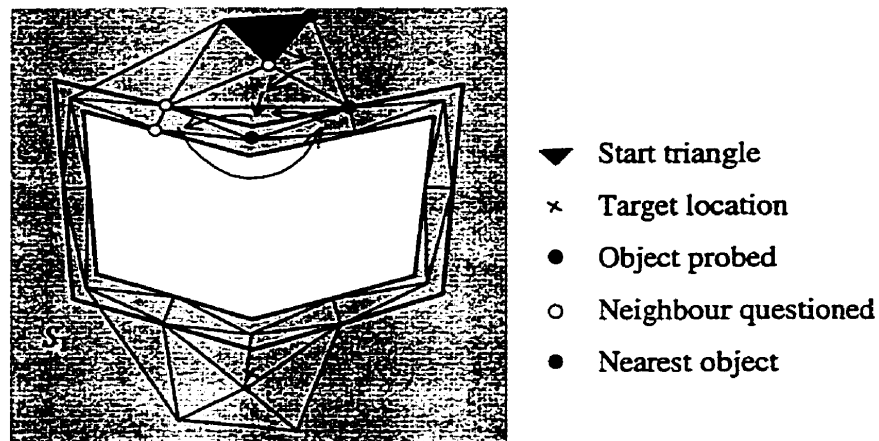 Start triangle
Target location
Object probed
Neighbour questioned
Nearest object